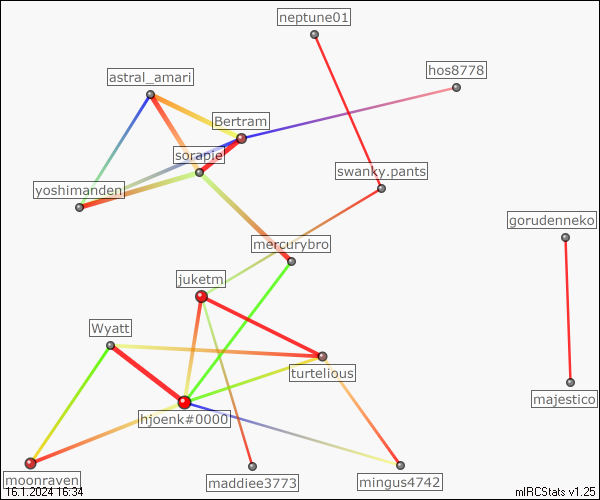 neptune01
hos8778
astral_amari
Bertram
sorapie
swanky.pants
yoshimanden
gorudenneko
mercurybro
juketm
Wyatt
turtelious
majestico
hjoenk#0000
moonraven
maddiee3773
mingus4742
16.1.2024 16:34
mIRCStats v1.25